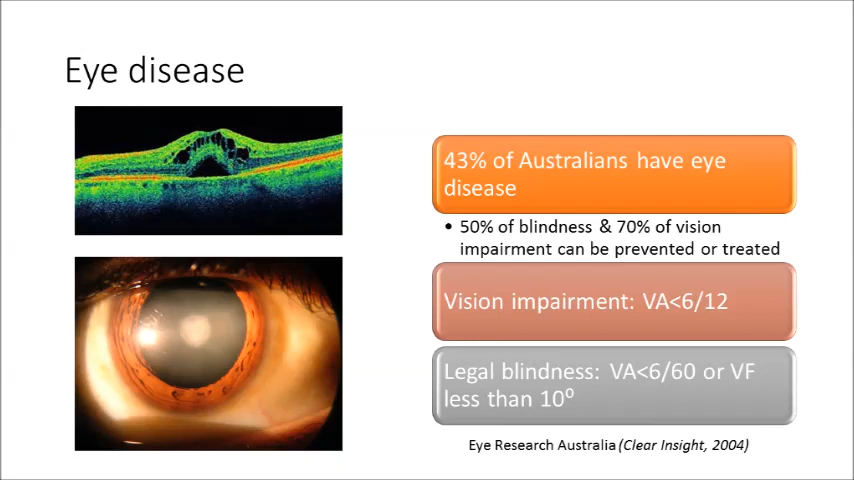 Eye disease
43% of Australians have eye
disease
• 50% of blindness & 70% of vision
impairment can be prevented or treated
Vision impairment: VA<6/12
Legal blindness: VA<6/60 or VF
less than 10⁰
Eye Research Australia (Clear Insight, 2004)